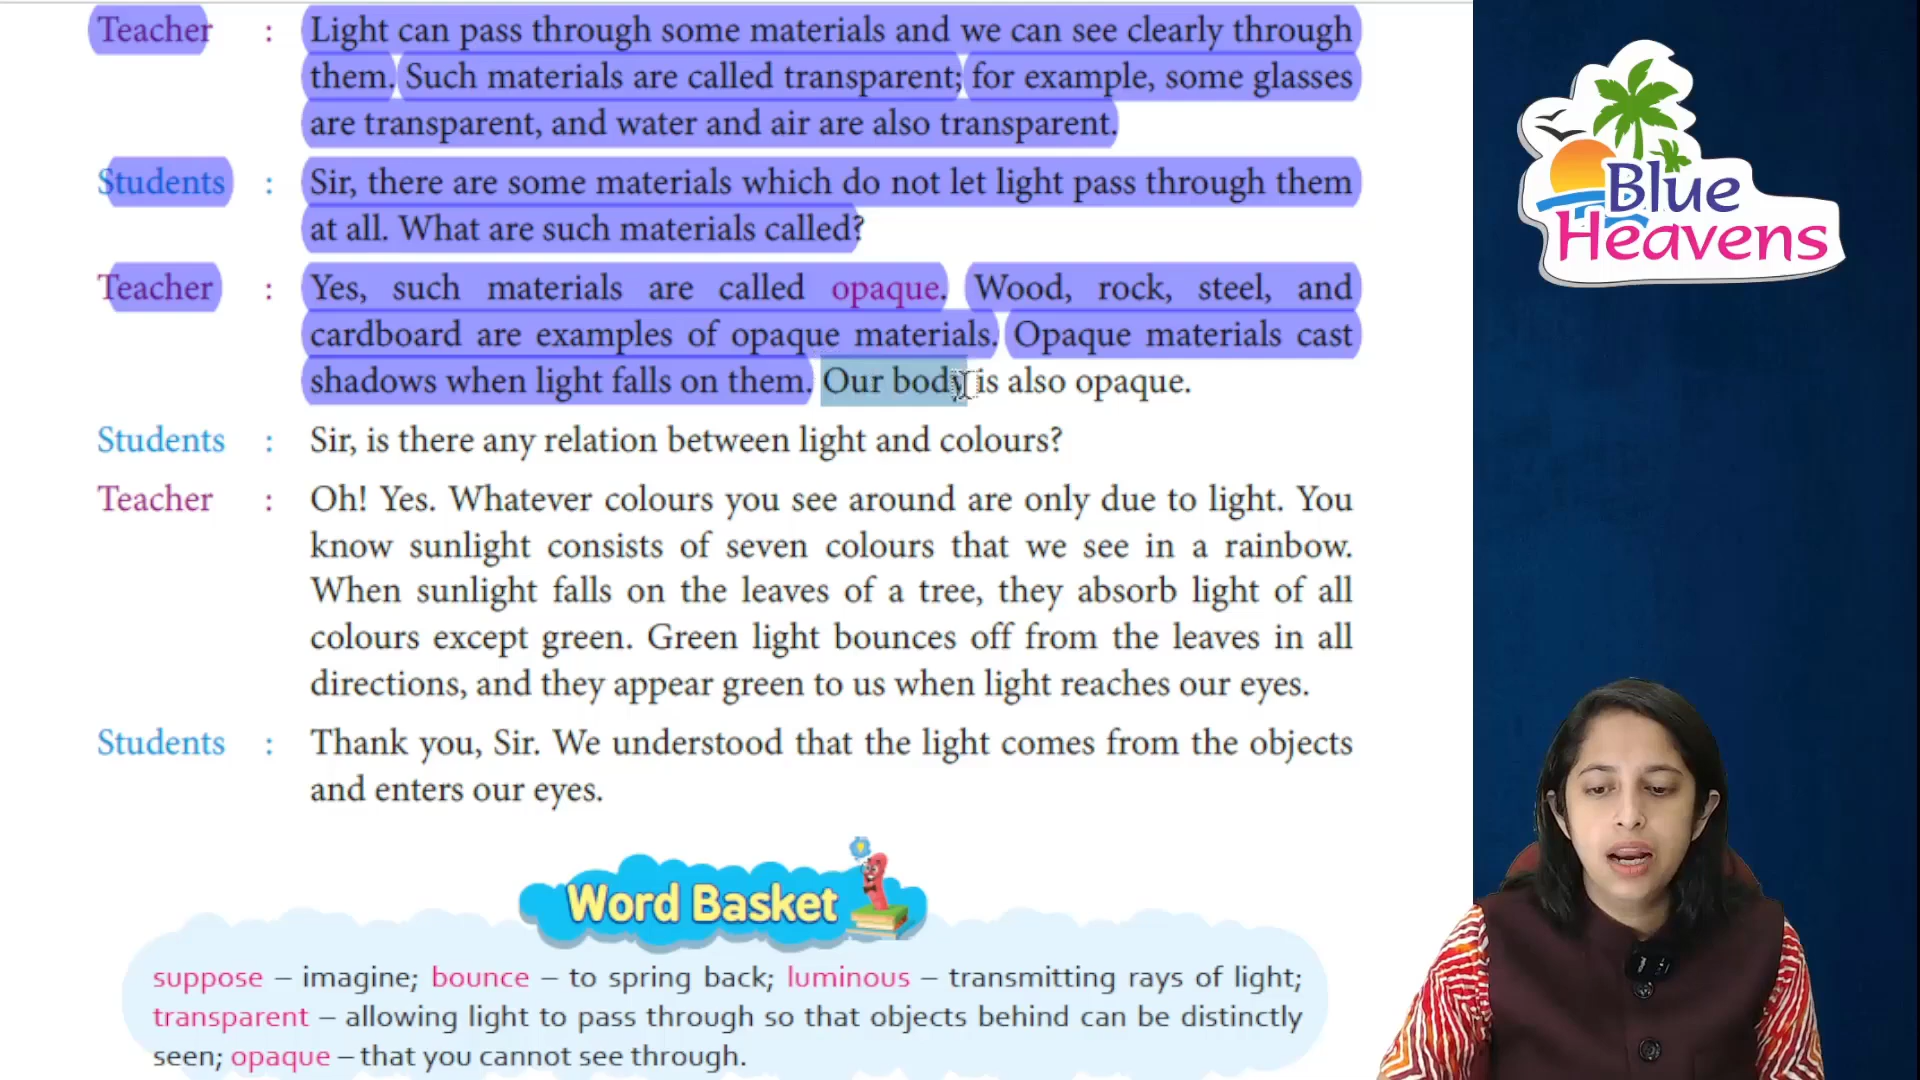 Teacher : Light can pass through some materials and we can see clearly through
them. Such materials are called transparent; for example, some glasses
are transparent, and water and air are also transparent.
Students : Sir, there are some materials which do not let light pass through them
at all. What are such materials called?
Teacher : Yes, such materials are called opaque. Wood, rock, steel, and
cardboard are examples of opaque materials. Opaque materials cast
shadows when light falls on them. Our body is also opaque.
Students : Sir, is there any relation between light and colours?
Teacher : Oh! Yes. Whatever colours you see around are only due to light. You
know sunlight consists of seven colours that we see in a rainbow.
When sunlight falls on the leaves of a tree, they absorb light of all
colours except green. Green light bounces off from the leaves in all
directions, and they appear green to us when light reaches our eyes.
Students : Thank you, Sir. We understood that the light comes from the objects
and enters our eyes.
Word Basket
suppose – imagine; bounce – to spring back; luminous – transmitting rays of light;
transparent – allowing light to pass through so that objects behind can be distinctly
seen; opaque – that you cannot see through.
Blue
Heavens